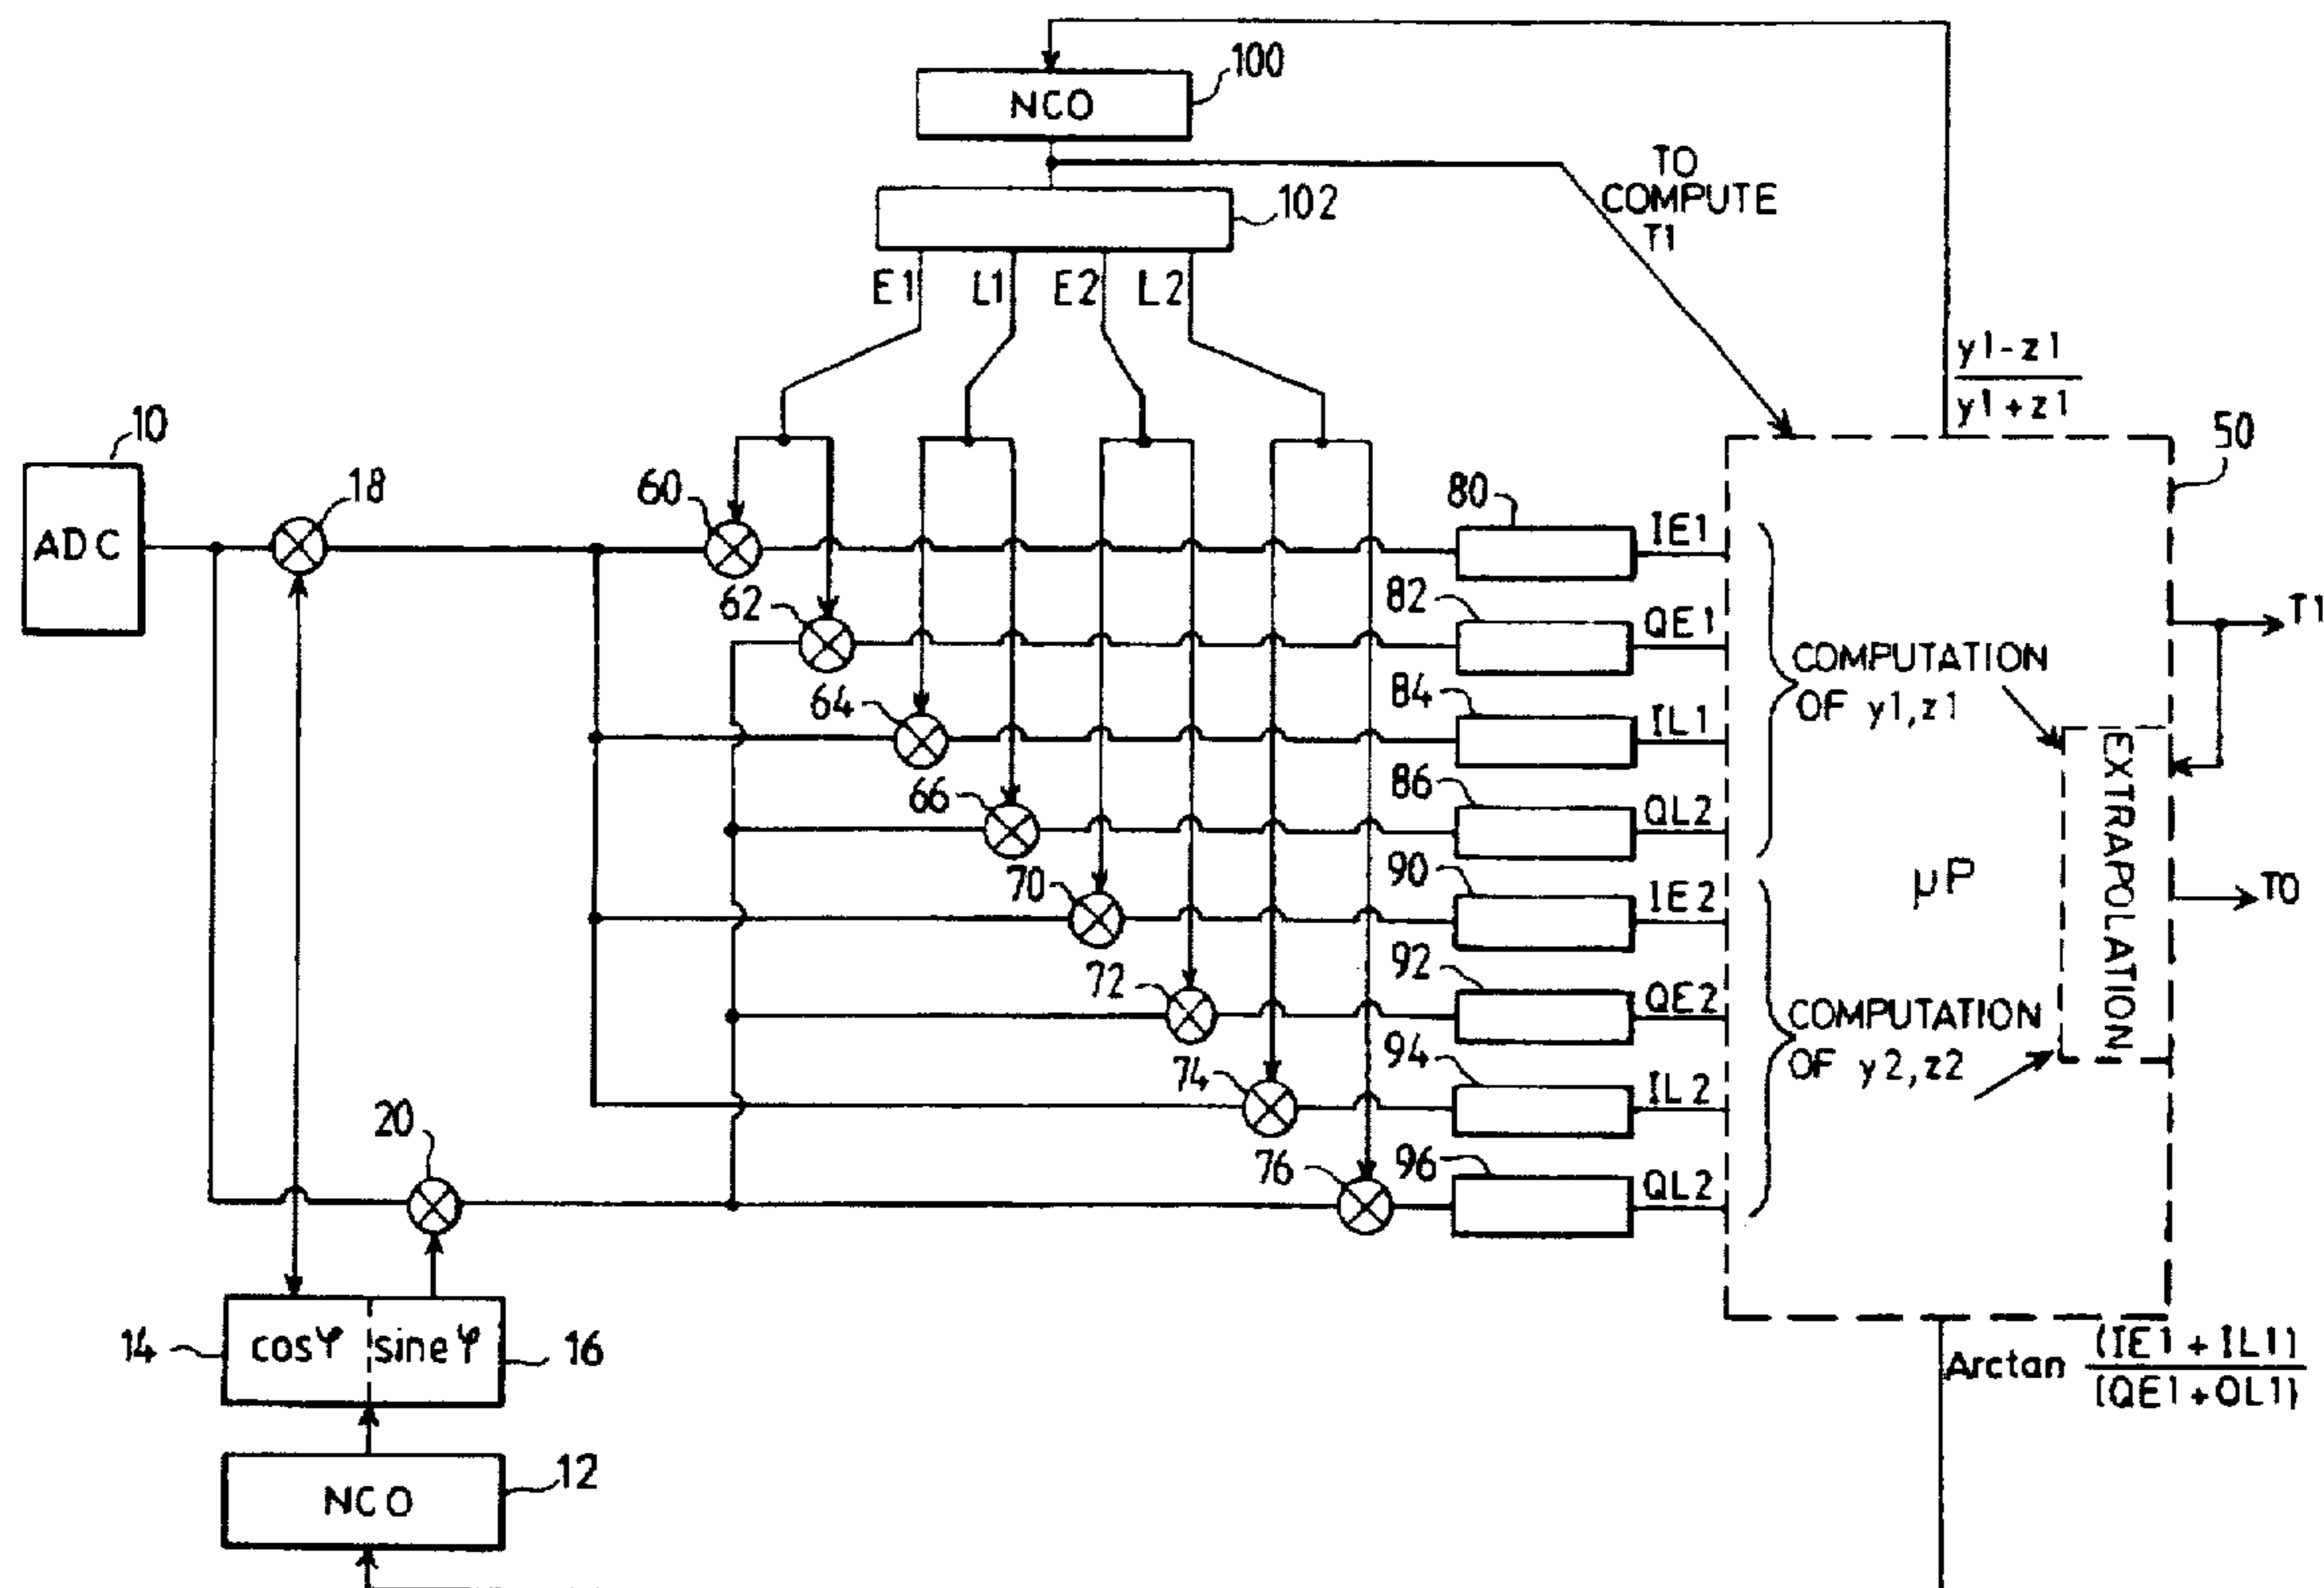 100
NCO
TO
COMPUTE
T1
102
E1 L1 E2 L2
y1-z1
y1+z1
10
ADC
18
50
60
80
IE1
62
82
QE1
T1
COMPUTATION
OF y1,z1
64
84
IL1
66
86
QL2
EXTRAPOLATION
70
90
IE2
µP
T0
72
92
QE2
COMPUTATION
OF y2,z2
74
94
IL2
20
76
96
QL2
14
cosφ
sineφ
16
Arctan (IE1 + IL1)
(QE1 + QL1)
NCO
12